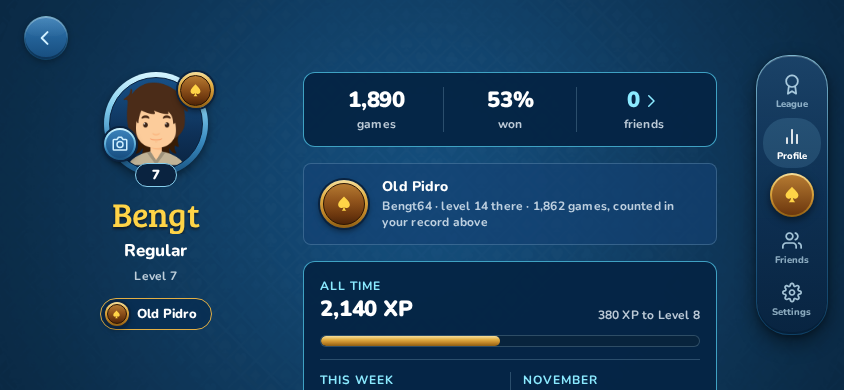 7
Bengt
Regular
Level 7
Old Pidro
1,890
games
53%
won
0
friends
Old Pidro
Bengt64 · level 14 there · 1,862 games, counted in
your record above
ALL TIME
2,140 XP
380 XP to Level 8
THIS WEEK
NOVEMBER
League
Profile
Friends
Settings